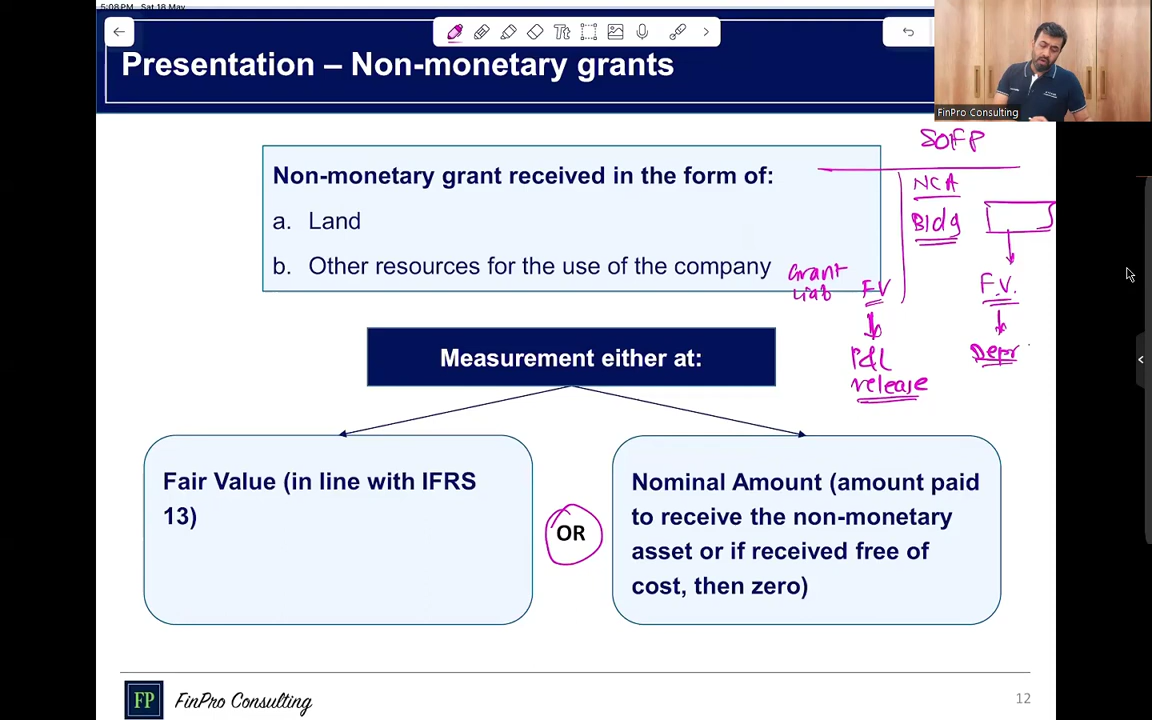 5:08 PM Sat 18 May
Tt
Presentation – Non-monetary grants
FinPro Consulting
SOFP
Non-monetary grant received in the form of:
a. Land
b. Other resources for the use of the company
NCA
Bldg
Grant
Liab
F.V
F.V.
P&L
release
Depr
Measurement either at:
Fair Value (in line with IFRS
13)
OR
Nominal Amount (amount paid
to receive the non-monetary
asset or if received free of
cost, then zero)
FP
FinPro Consulting
12